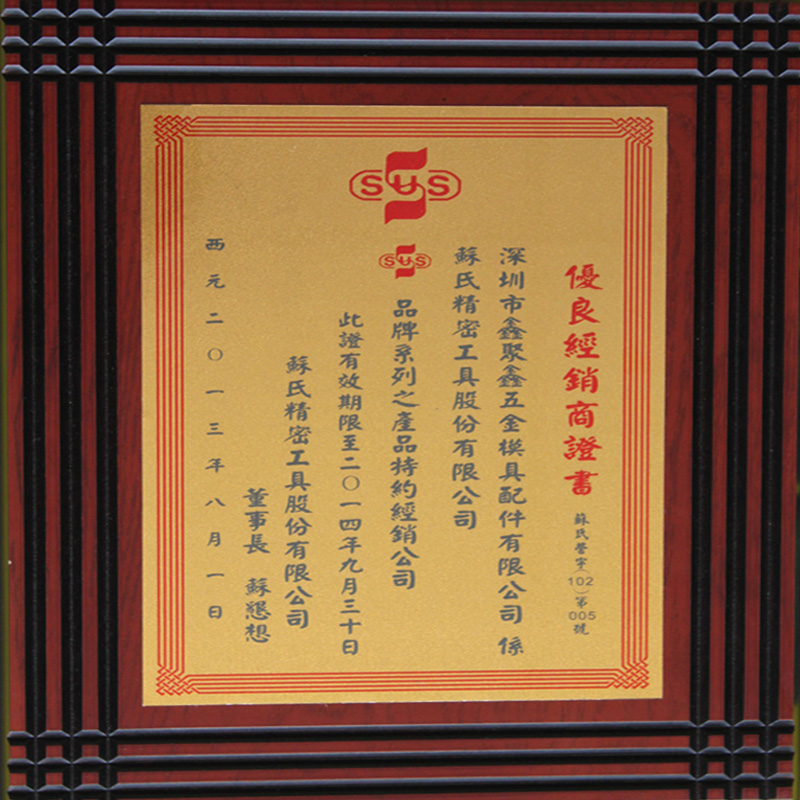 SUS
優良經銷商證書
蘇氏營字(102)第005號
深圳市鑫聚鑫五金模具配件有限公司 係
蘇氏精密工具股份有限公司
SUS 品牌系列之產品特約經銷公司
此證有效期限至二〇一四年九月三十日
蘇氏精密工具股份有限公司
董事長 蘇懇想
西元二〇一三年八月一日